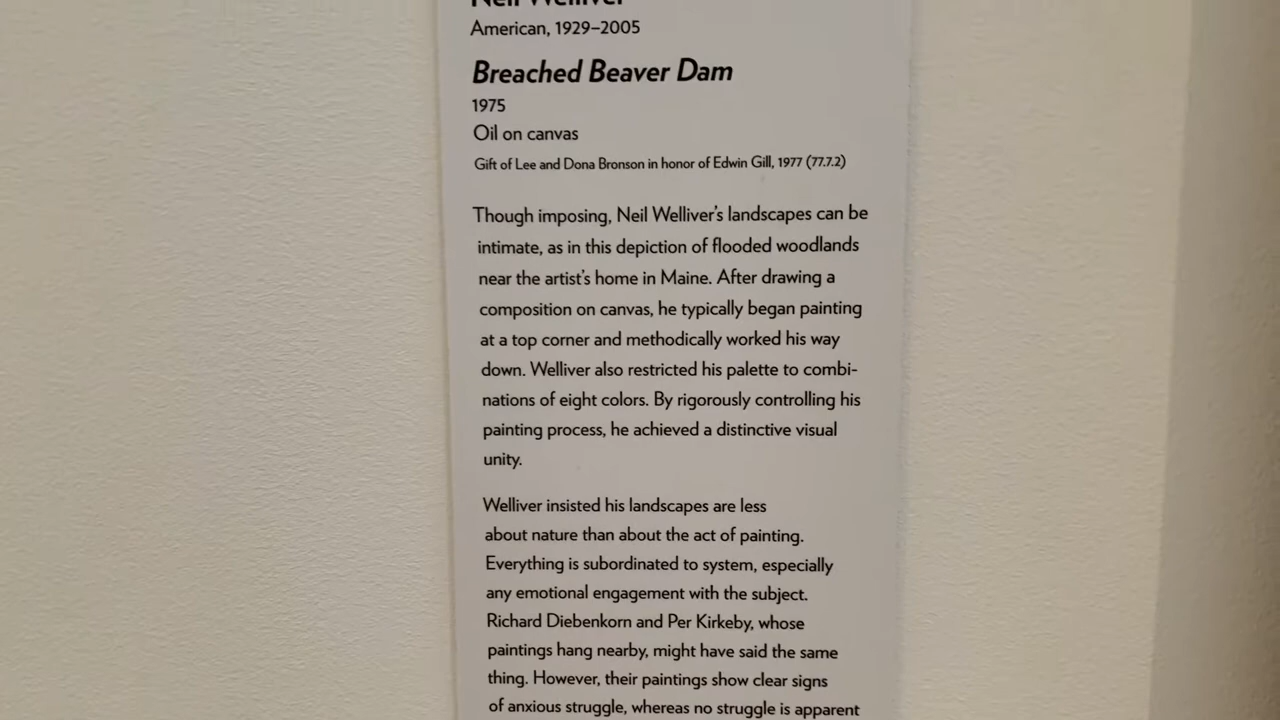 Neil Welliver
American, 1929–2005
Breached Beaver Dam
1975
Oil on canvas
Gift of Lee and Dona Bronson in honor of Edwin Gill, 1977 (77.7.2)
Though imposing, Neil Welliver’s landscapes can be
intimate, as in this depiction of flooded woodlands
near the artist’s home in Maine. After drawing a
composition on canvas, he typically began painting
at a top corner and methodically worked his way
down. Welliver also restricted his palette to combi-
nations of eight colors. By rigorously controlling his
painting process, he achieved a distinctive visual
unity.
Welliver insisted his landscapes are less
about nature than about the act of painting.
Everything is subordinated to system, especially
any emotional engagement with the subject.
Richard Diebenkorn and Per Kirkeby, whose
paintings hang nearby, might have said the same
thing. However, their paintings show clear signs
of anxious struggle, whereas no struggle is apparent